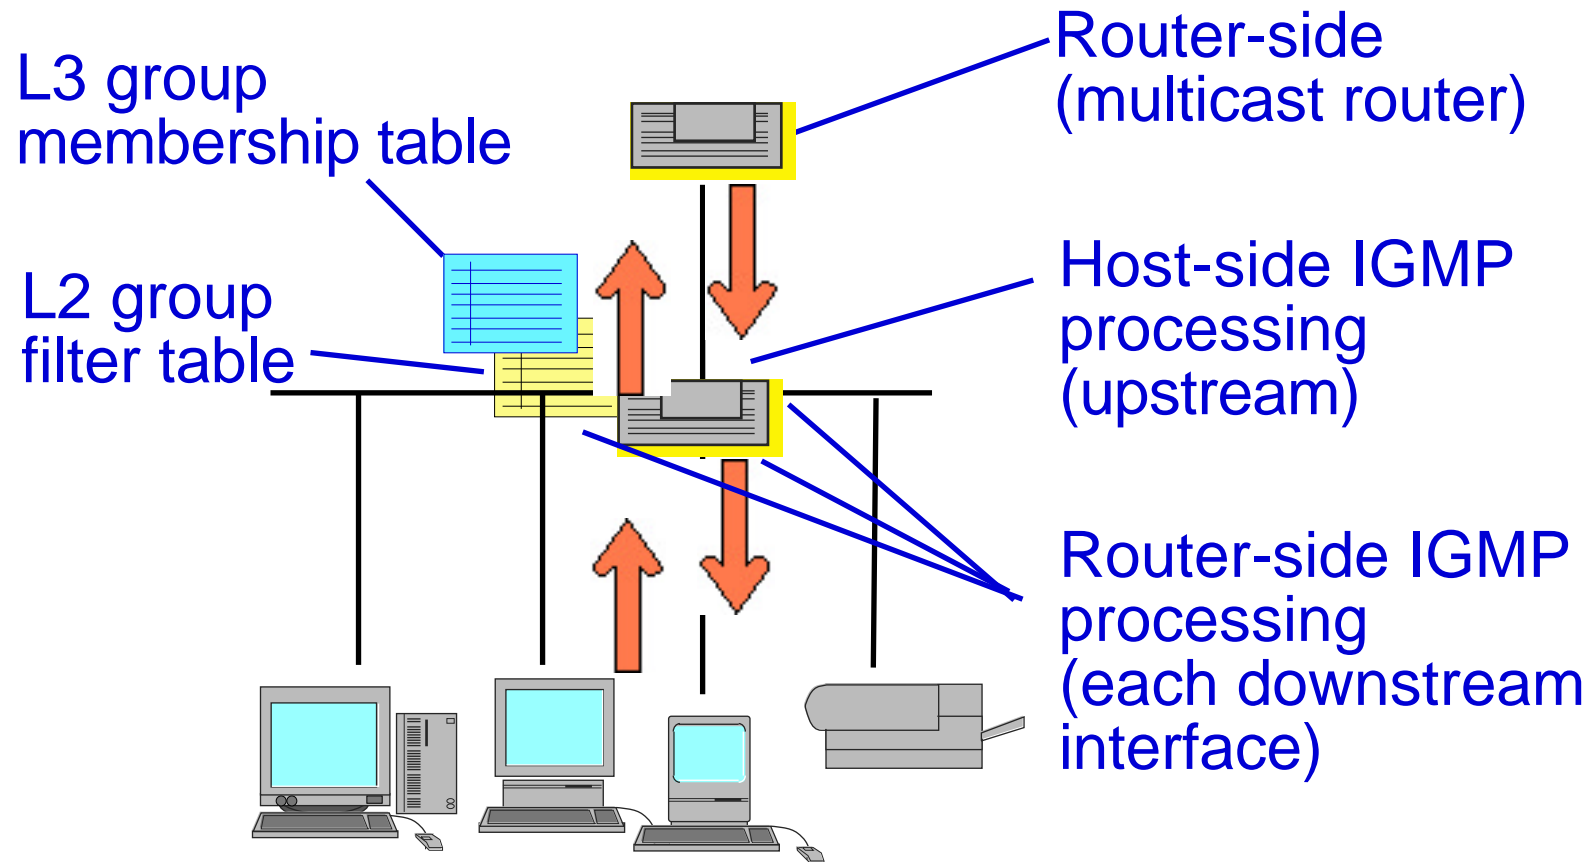 L3 group
membership table
L2 group
filter table
Router-side
(multicast router)
Host-side IGMP
processing
(upstream)
Router-side IGMP
processing
(each downstream
interface)